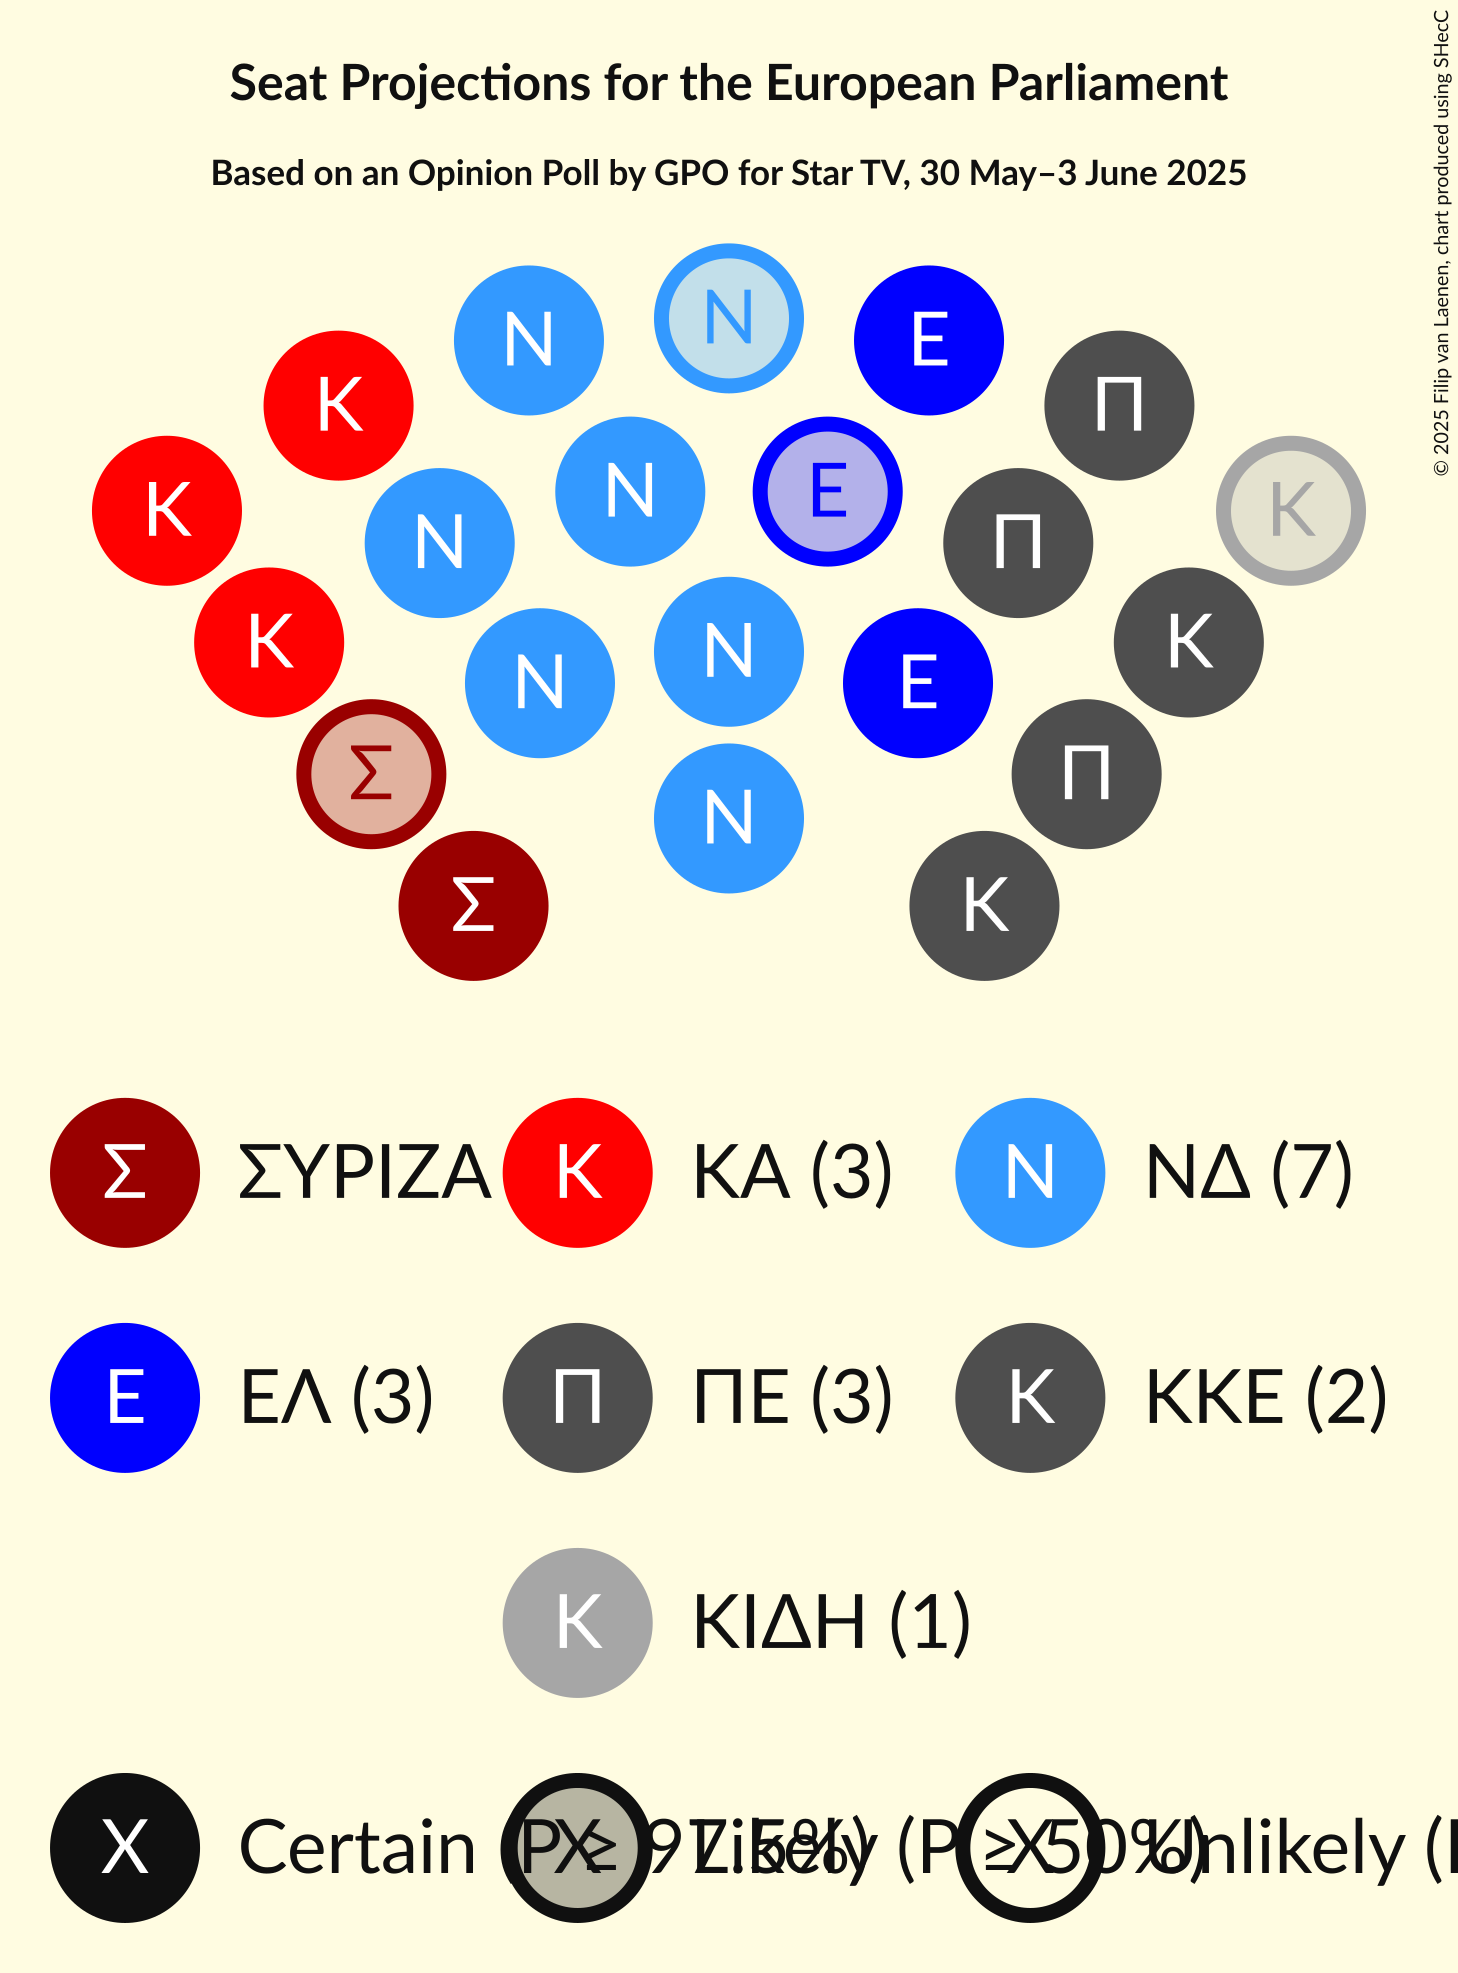 Seat Projections for the European Parliament
Based on an Opinion Poll by GPO for Star TV, 30 May–3 June 2025
© 2025 Filip van Laenen, chart produced using SHecC
Ν
Ν Ε
Κ Π
Ν Ε
Κ Κ
Ν Π
Κ Κ
Ν Ν Ε
Σ Π
Ν
Σ Κ
Σ ΣΥΡΙΖΑ Κ ΚΑ (3) Ν ΝΔ (7)
Ε ΕΛ (3) Π ΠΕ (3) Κ ΚΚΕ (2)
Κ ΚΙΔΗ (1)
X Certain (P ≥ 97.5%) X Likely (P ≥ 50%) X Unlikely (